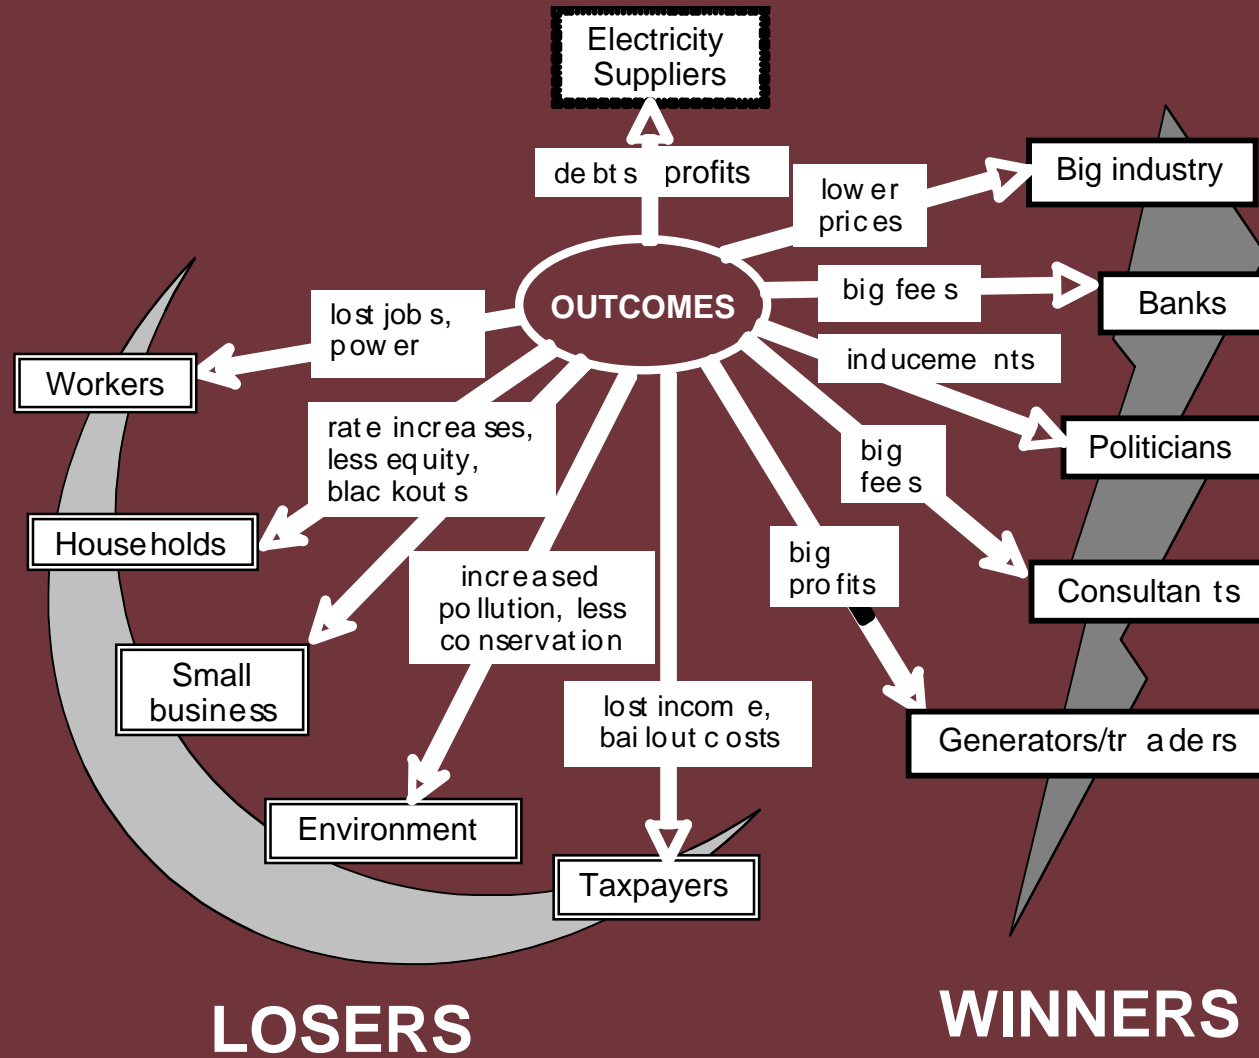 Electricity
Suppliers
debts profits
lower
prices
Big industry
OUTCOMES
big fees
Banks
lost jobs,
power
inducements
Workers
rate increases,
less equity,
blackouts
big
fees
Politicians
Households
increased
pollution, less
conservation
big
profits
Consultants
Small
business
lost income,
bailout costs
Generators/traders
Environment
Taxpayers
LOSERS
WINNERS